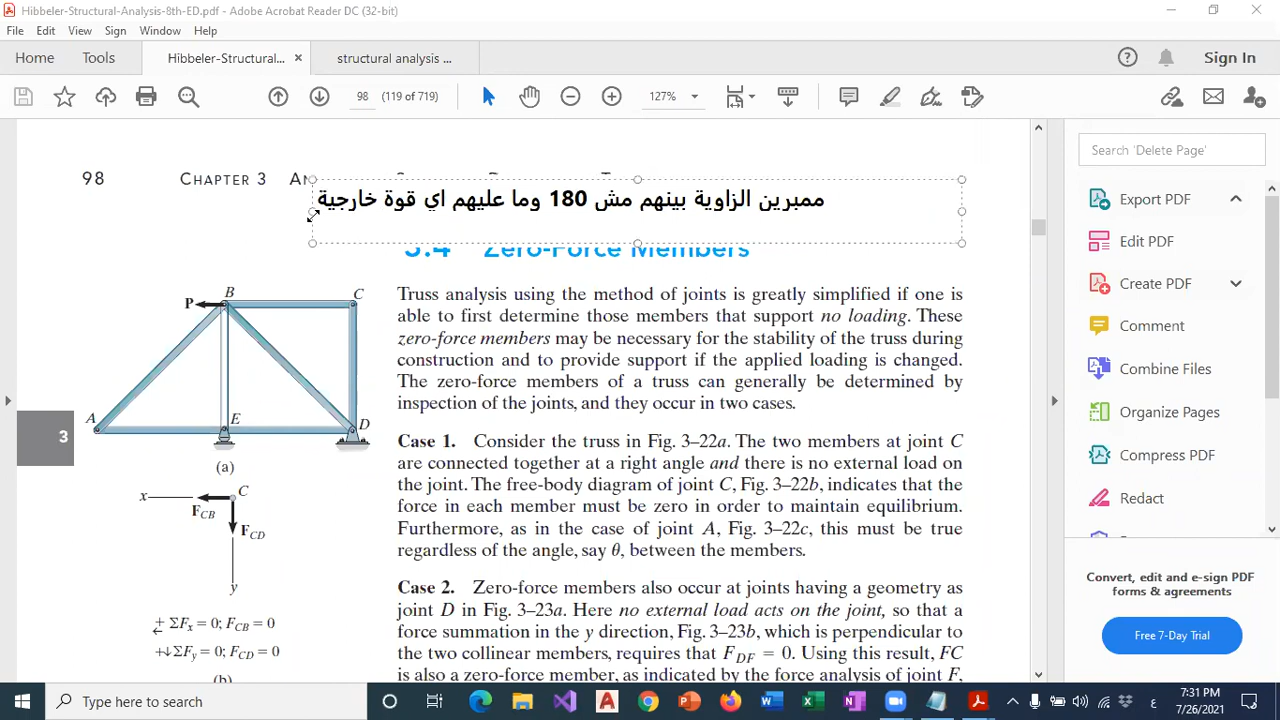 Hibbeler-Structural-Analysis-8th-ED.pdf - Adobe Acrobat Reader DC (32-bit)
File Edit View Sign Window Help
Home Tools Hibbeler-Structural... × structural analysis ... Sign In
98 (119 of 719) 127%
98 CHAPTER 3
ممبرين الزاوية بينهم مش 180 وما عليهم اي قوة خارجية
3.4 Zero-Force Members
Truss analysis using the method of joints is greatly simplified if one is
able to first determine those members that support no loading. These
zero-force members may be necessary for the stability of the truss during
construction and to provide support if the applied loading is changed.
The zero-force members of a truss can generally be determined by
inspection of the joints, and they occur in two cases.
Case 1. Consider the truss in Fig. 3–22a. The two members at joint C
are connected together at a right angle and there is no external load on
the joint. The free-body diagram of joint C, Fig. 3–22b, indicates that the
force in each member must be zero in order to maintain equilibrium.
Furthermore, as in the case of joint A, Fig. 3–22c, this must be true
regardless of the angle, say θ, between the members.
Case 2. Zero-force members also occur at joints having a geometry as
joint D in Fig. 3–23a. Here no external load acts on the joint, so that a
force summation in the y direction, Fig. 3–23b, which is perpendicular to
the two collinear members, requires that F_DF = 0. Using this result, FC
is also a zero-force member, as indicated by the force analysis of joint F,
P B C
A E D
(a)
x C
F_CB
F_CD
y
+ ΣFx = 0; F_CB = 0
+↓ΣFy = 0; F_CD = 0
(b)
3
Search 'Delete Page'
Export PDF
Edit PDF
Create PDF
Comment
Combine Files
Organize Pages
Compress PDF
Redact
Convert, edit and e-sign PDF
forms & agreements
Free 7-Day Trial
Type here to search
ع
7:31 PM
7/26/2021